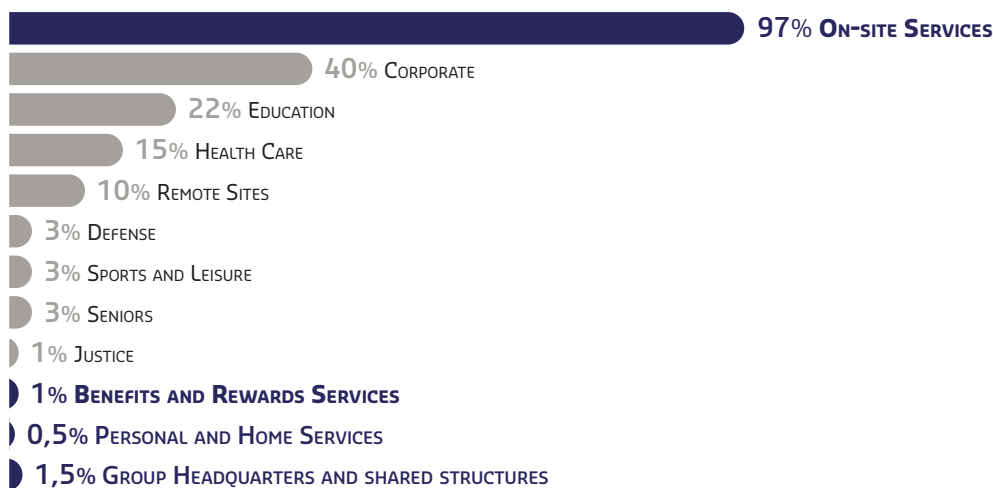 97% On-site Services
40% Corporate
22% Education
15% Health Care
10% Remote Sites
3% Defense
3% Sports and Leisure
3% Seniors
1% Justice
1% Benefits and Rewards Services
0,5% Personal and Home Services
1,5% Group Headquarters and shared structures